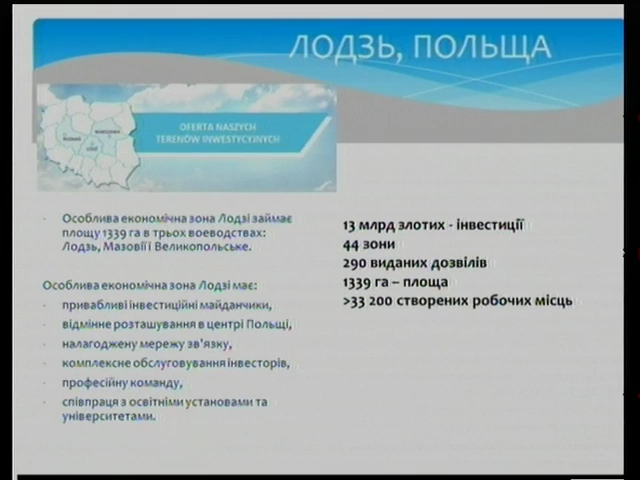 ЛОДЗЬ, ПОЛЬЩА
OFERTA NASZYCH
TERENÓW INWESTYCYJNYCH
Особлива економічна зона Лодзі займає
площу 1339 га в трьох воєводствах:
Лодзь, Мазовії і Великопольське.
Особлива економічна зона Лодзі має:
привабливі інвестиційні майданчики,
відмінне розташування в центрі Польщі,
налагоджену мережу зв'язку,
комплексне обслуговування інвесторів,
професійну команду,
співпраця з освітніми установами та
університетами.
13 млрд злотих - інвестиції
44 зони
290 виданих дозволів
1339 га – площа
>33 200 створених робочих місць